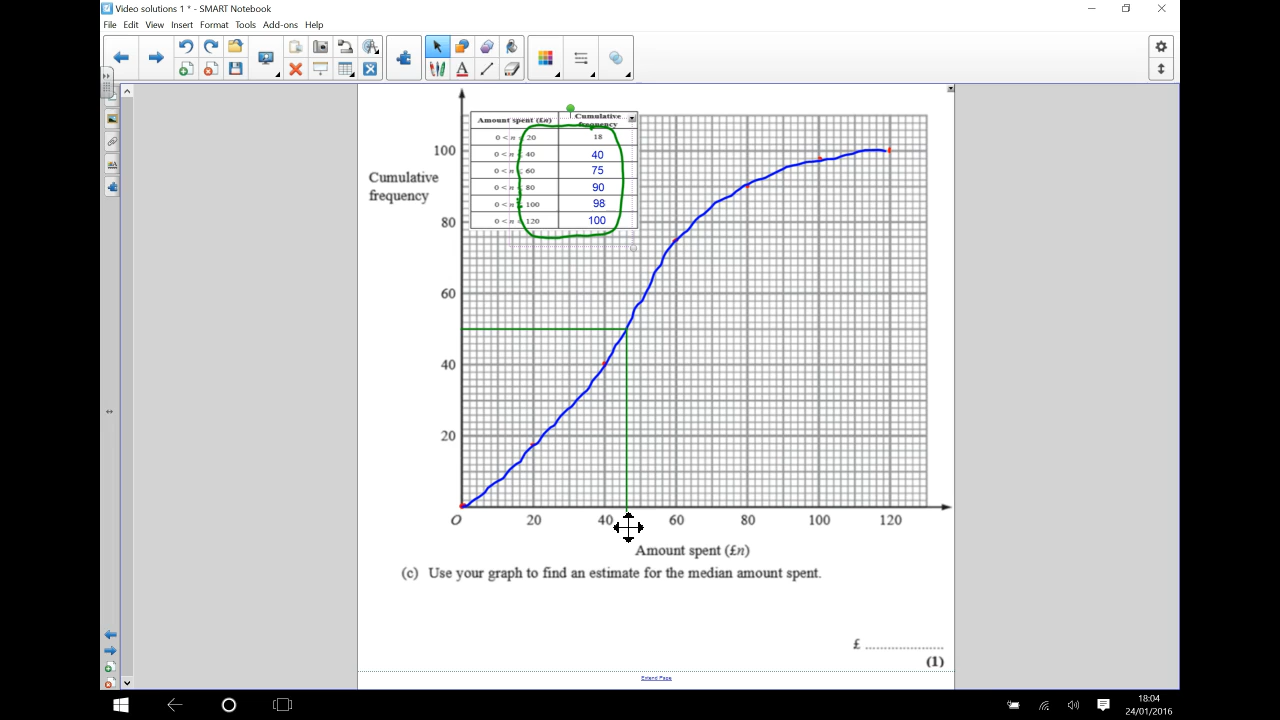 Video solutions 1 * - SMART Notebook
File Edit View Insert Format Tools Add-ons Help
Amount spent (£n) Cumulative frequency
0 < n ≤ 20 18
0 < n ≤ 40 40
0 < n ≤ 60 75
0 < n ≤ 80 90
0 < n ≤ 100 98
0 < n ≤ 120 100
Cumulative
frequency
100
80
60
40
20
O 20 40 60 80 100 120
Amount spent (£n)
(c) Use your graph to find an estimate for the median amount spent.
£ ......................
(1)
Extend Page
18:04
24/01/2016